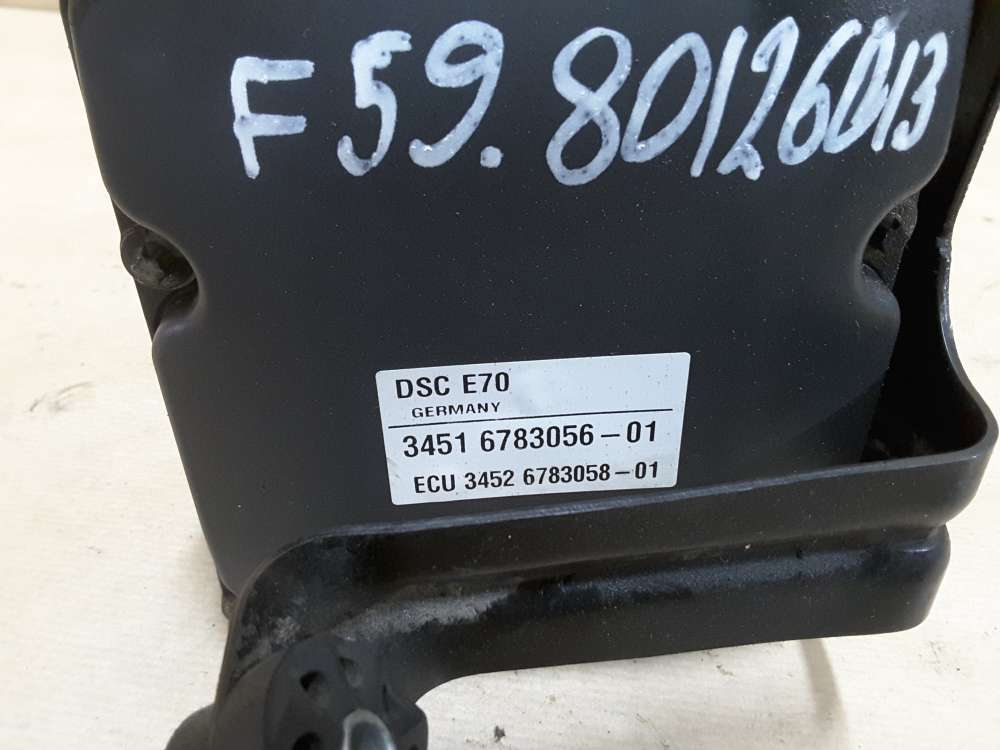 F59.80126013
DSC E70
GERMANY
3451 6783056-01
ECU 3452 6783058-01